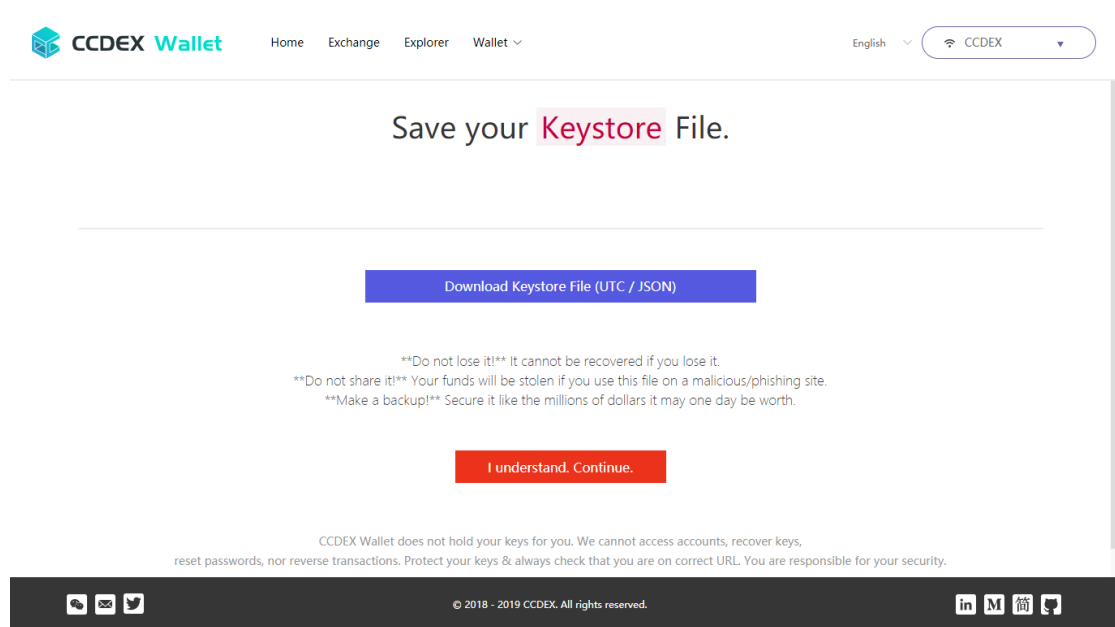 CCDEX Wallet
Home Exchange Explorer Wallet
English
CCDEX
Save your Keystore File.
Download Keystore File (UTC / JSON)
**Do not lose it!** It cannot be recovered if you lose it.
**Do not share it!** Your funds will be stolen if you use this file on a malicious/phishing site.
**Make a backup!** Secure it like the millions of dollars it may one day be worth.
I understand. Continue.
CCDEX Wallet does not hold your keys for you. We cannot access accounts, recover keys,
reset passwords, nor reverse transactions. Protect your keys & always check that you are on correct URL. You are responsible for your security.
© 2018 - 2019 CCDEX. All rights reserved.
in M 简